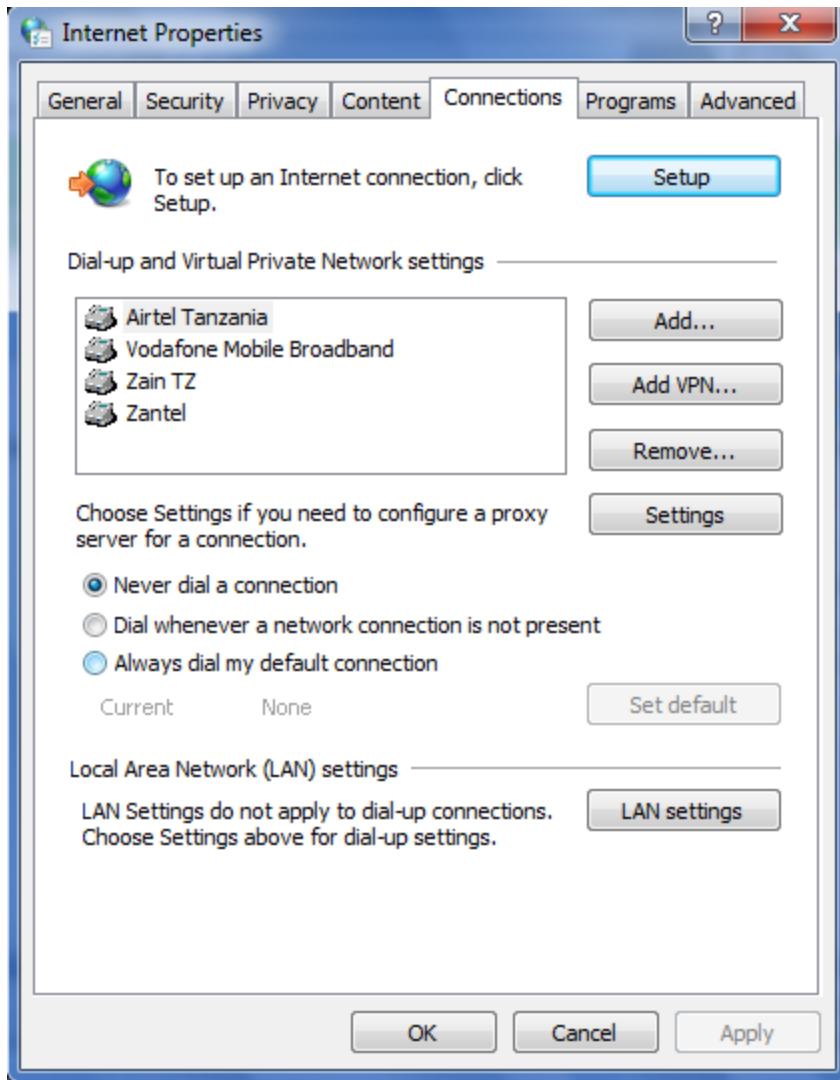 Internet Properties
? X
General Security Privacy Content Connections Programs Advanced
To set up an Internet connection, click
Setup.
Setup
Dial-up and Virtual Private Network settings
Airtel Tanzania
Vodafone Mobile Broadband
Zain TZ
Zantel
Add...
Add VPN...
Remove...
Choose Settings if you need to configure a proxy
server for a connection.
Settings
Never dial a connection
Dial whenever a network connection is not present
Always dial my default connection
Current None
Set default
Local Area Network (LAN) settings
LAN Settings do not apply to dial-up connections.
Choose Settings above for dial-up settings.
LAN settings
OK Cancel Apply